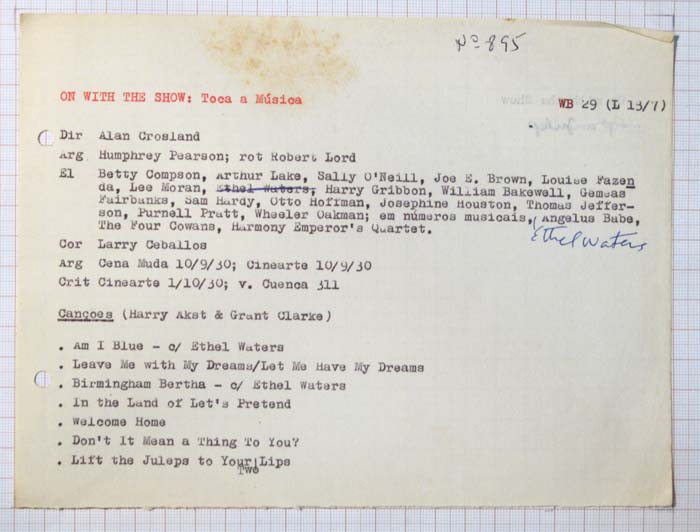 Nº 895
ON WITH THE SHOW: Toca a Música WB 29 (L 13/7)
Dir Alan Crosland
Arg Humphrey Pearson; rot Robert Lord
El Betty Compson, Arthur Lake, Sally O'Neill, Joe E. Brown, Louise Fazen
da, Lee Moran, Ethel Waters, Harry Gribbon, William Bakewell, Gemeas
Fairbanks, Sam Hardy, Otto Hoffman, Josephine Houston, Thomas Jeffer-
son, Purnell Pratt, Wheeler Oakman; em números musicais, Angelus Babe,
The Four Cowans, Harmony Emperor's Quartet.
Ethel Waters
Cor Larry Ceballos
Arg Cena Muda 10/9/30; Cinearte 10/9/30
Crit Cinearte 1/10/30; v. Cuenca 311
Canções (Harry Akst & Grant Clarke)
. Am I Blue - c/ Ethel Waters
. Leave Me with My Dreams/Let Me Have My Dreams
. Birmingham Bertha - c/ Ethel Waters
. In the Land of Let's Pretend
. Welcome Home
. Don't It Mean a Thing To You?
. Lift the Juleps to Your Lips
Two